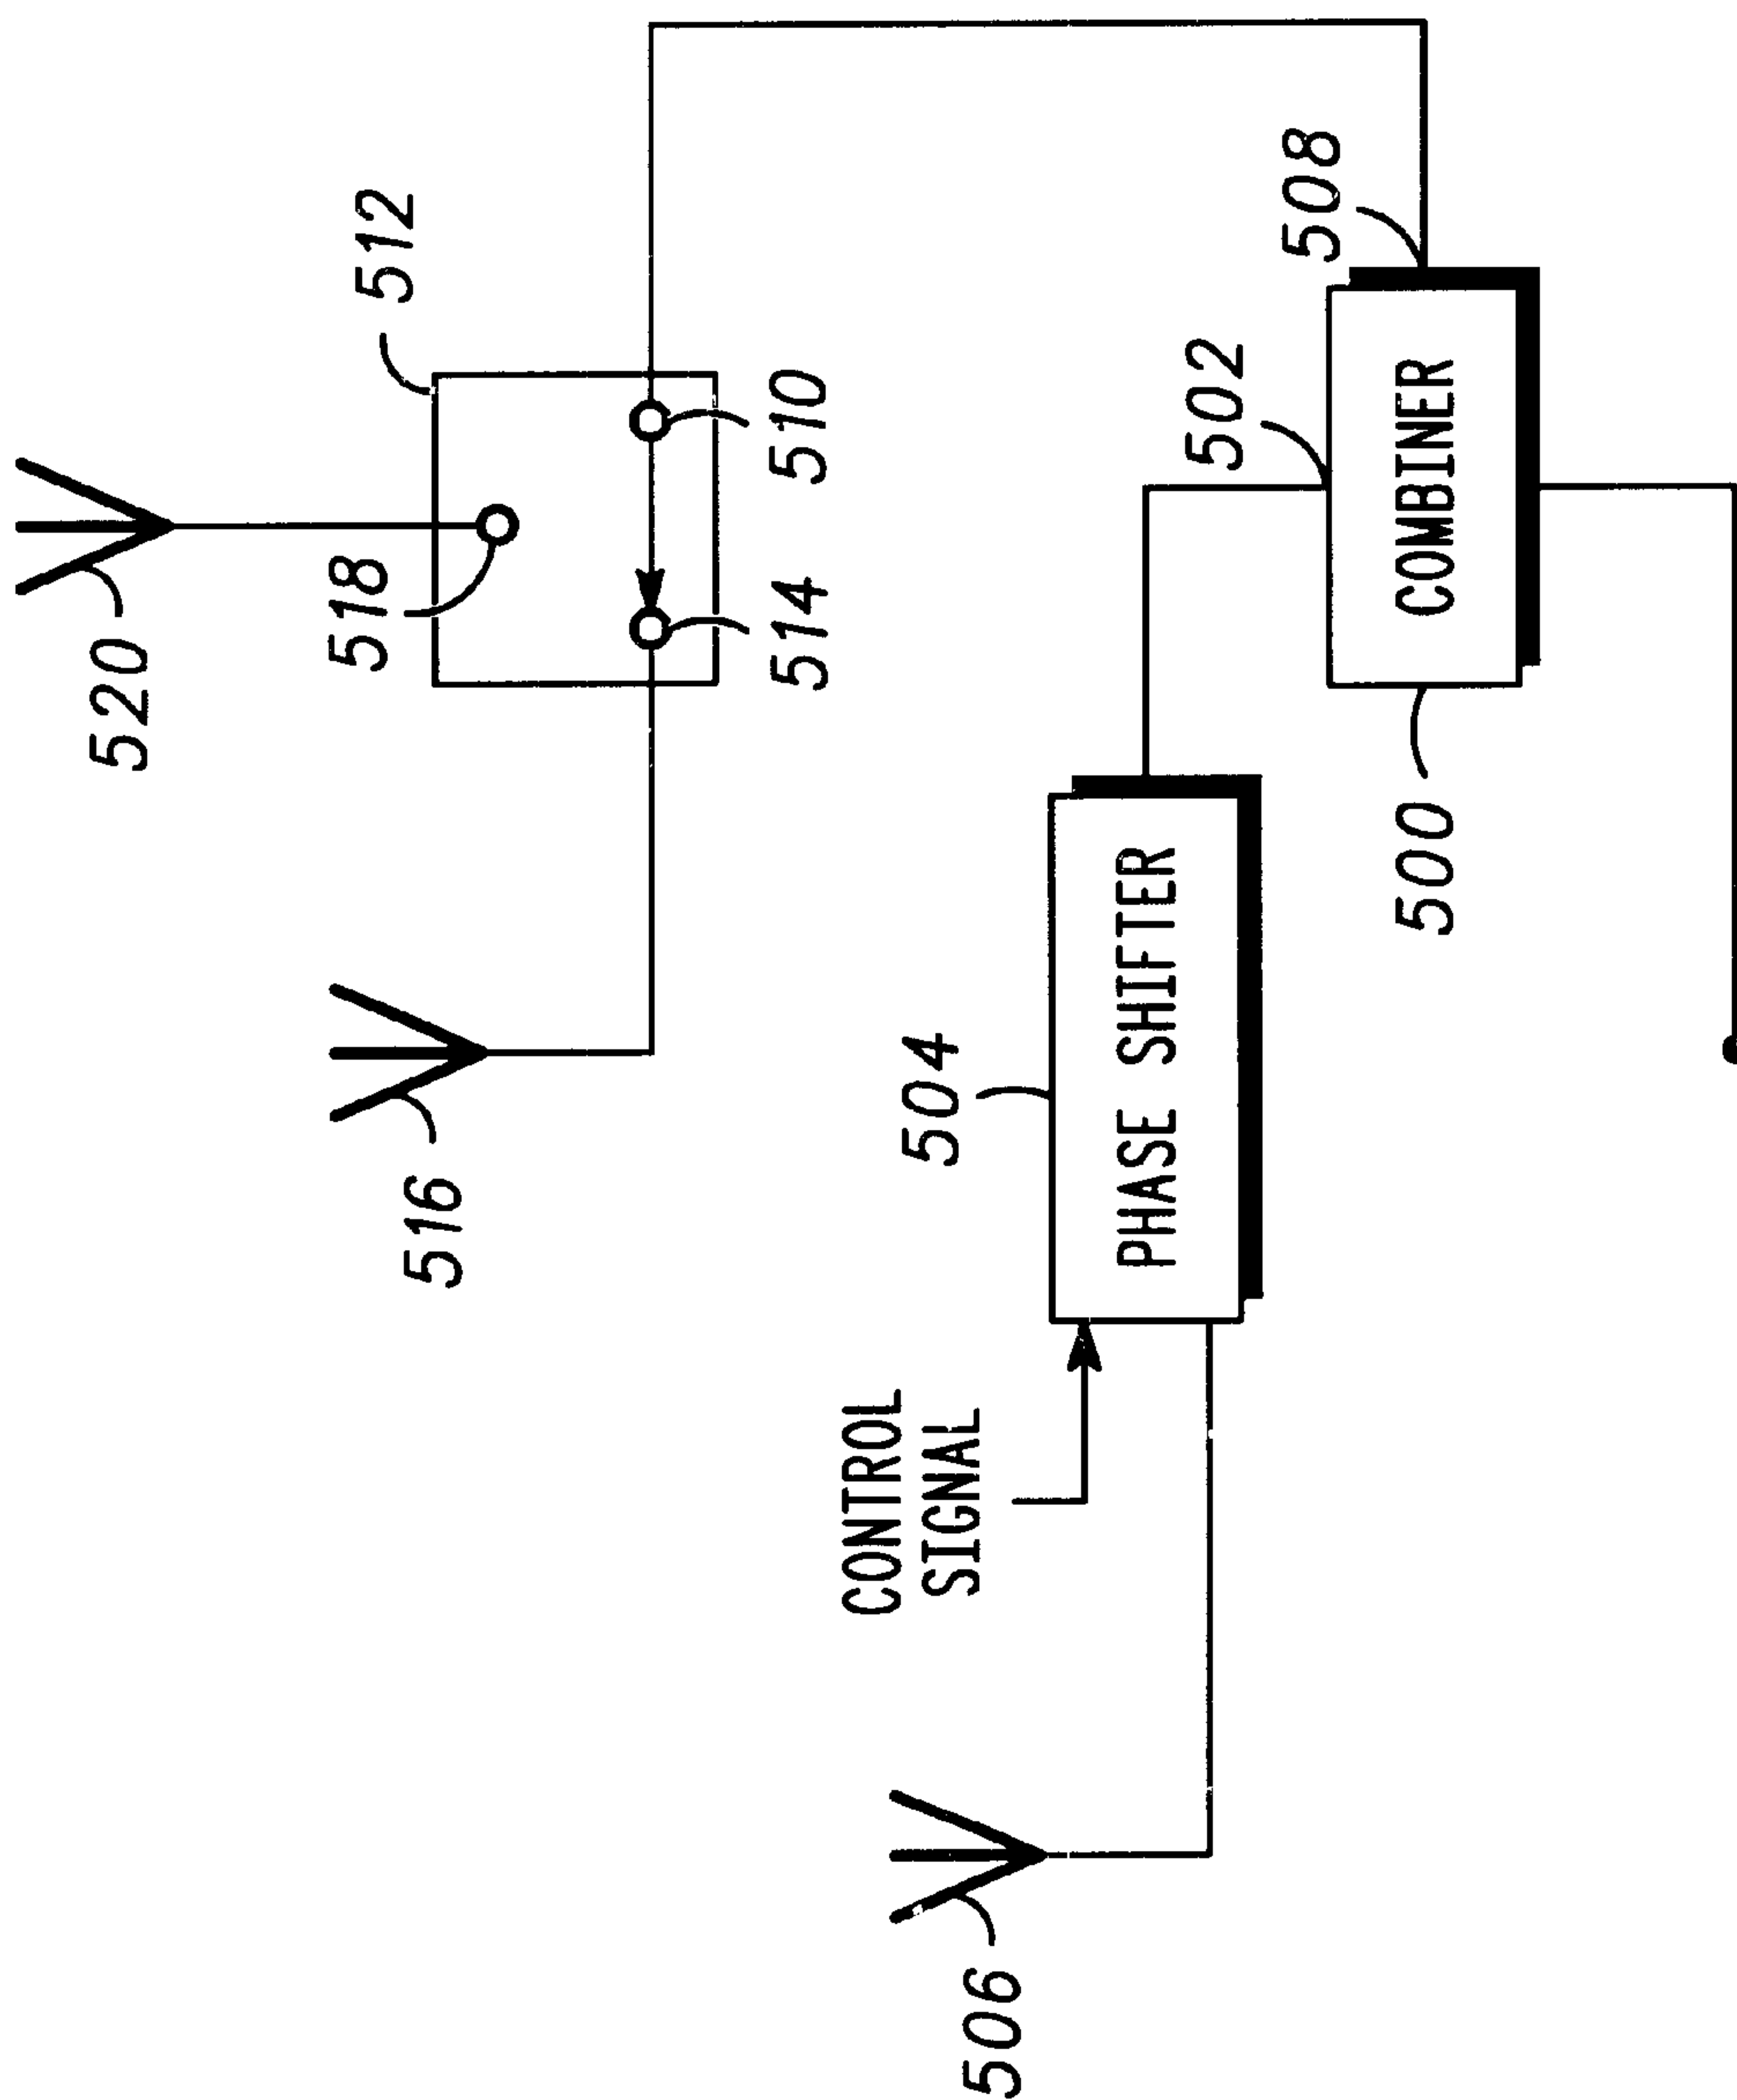 520
512
518
510
514
516
508
502
COMBINER
500
504
PHASE SHIFTER
CONTROL
SIGNAL
506